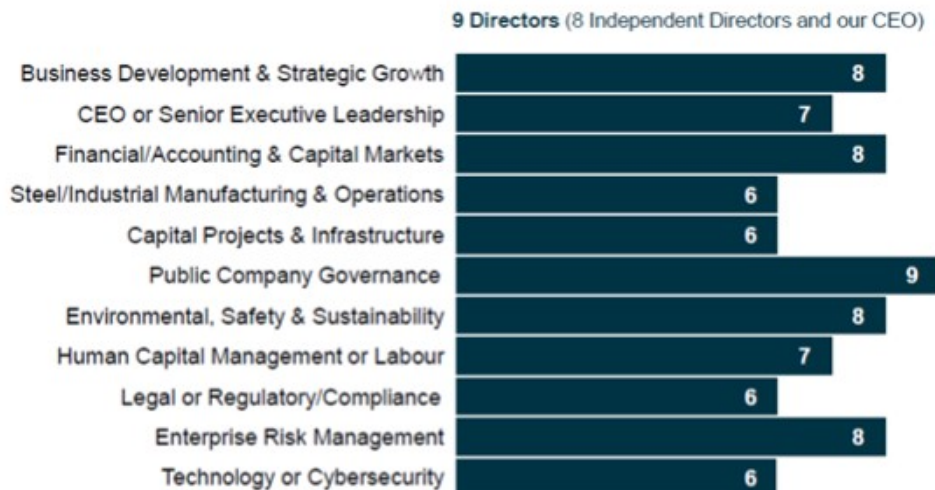 9 Directors (8 Independent Directors and our CEO)
Business Development & Strategic Growth 8
CEO or Senior Executive Leadership 7
Financial/Accounting & Capital Markets 8
Steel/Industrial Manufacturing & Operations 6
Capital Projects & Infrastructure 6
Public Company Governance 9
Environmental, Safety & Sustainability 8
Human Capital Management or Labour 7
Legal or Regulatory/Compliance 6
Enterprise Risk Management 8
Technology or Cybersecurity 6